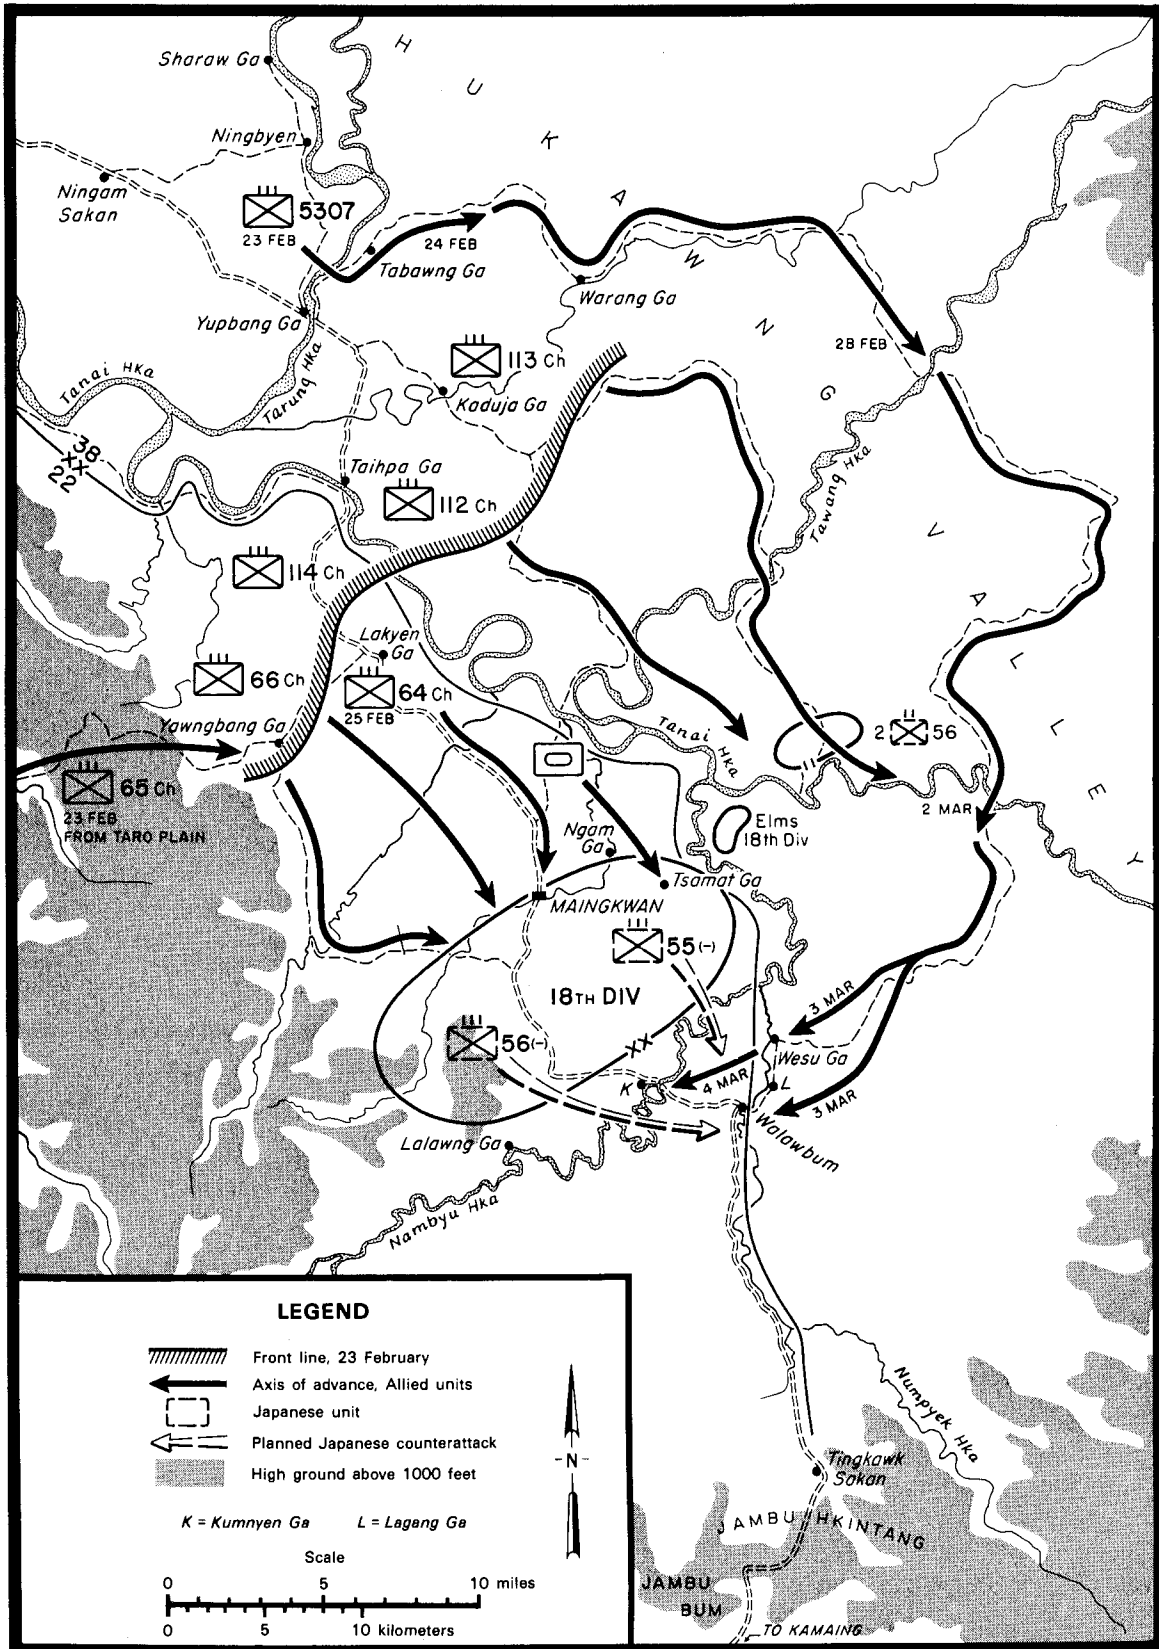 HUKAWNG VALLEY
Sharaw Ga
Ningbyen
Ningam
Sakan
5307
23 FEB
24 FEB
Tabawng Ga
Warang Ga
Yupbang Ga
28 FEB
113 Ch
Tanai Hka
Tarung Hka
Kaduja Ga
38
XX
22
Taihpa Ga
112 Ch
Tawang Hka
114 Ch
Lakyen
Ga
66 Ch
64 Ch
25 FEB
Yawngbang Ga
Tanai
Hka
2 56
65 Ch
23 FEB
FROM TARO PLAIN
2 MAR
Elms
18th Div
Ngam
Ga
Tsamat Ga
MAINGKWAN
55(-)
18TH DIV
3 MAR
56(-)
XX
Wesu Ga
K
4 MAR
L
3 MAR
Walawbum
Lalawng Ga
Nambyu Hka
Numpyek Hka
Tingkawk
Sakan
JAMBU HKINTANG
JAMBU
BUM
TO KAMAING
LEGEND
Front line, 23 February
Axis of advance, Allied units
Japanese unit
Planned Japanese counterattack
High ground above 1000 feet
K = Kumnyen Ga L = Lagang Ga
-N-
Scale
0 5 10 miles
0 5 10 kilometers